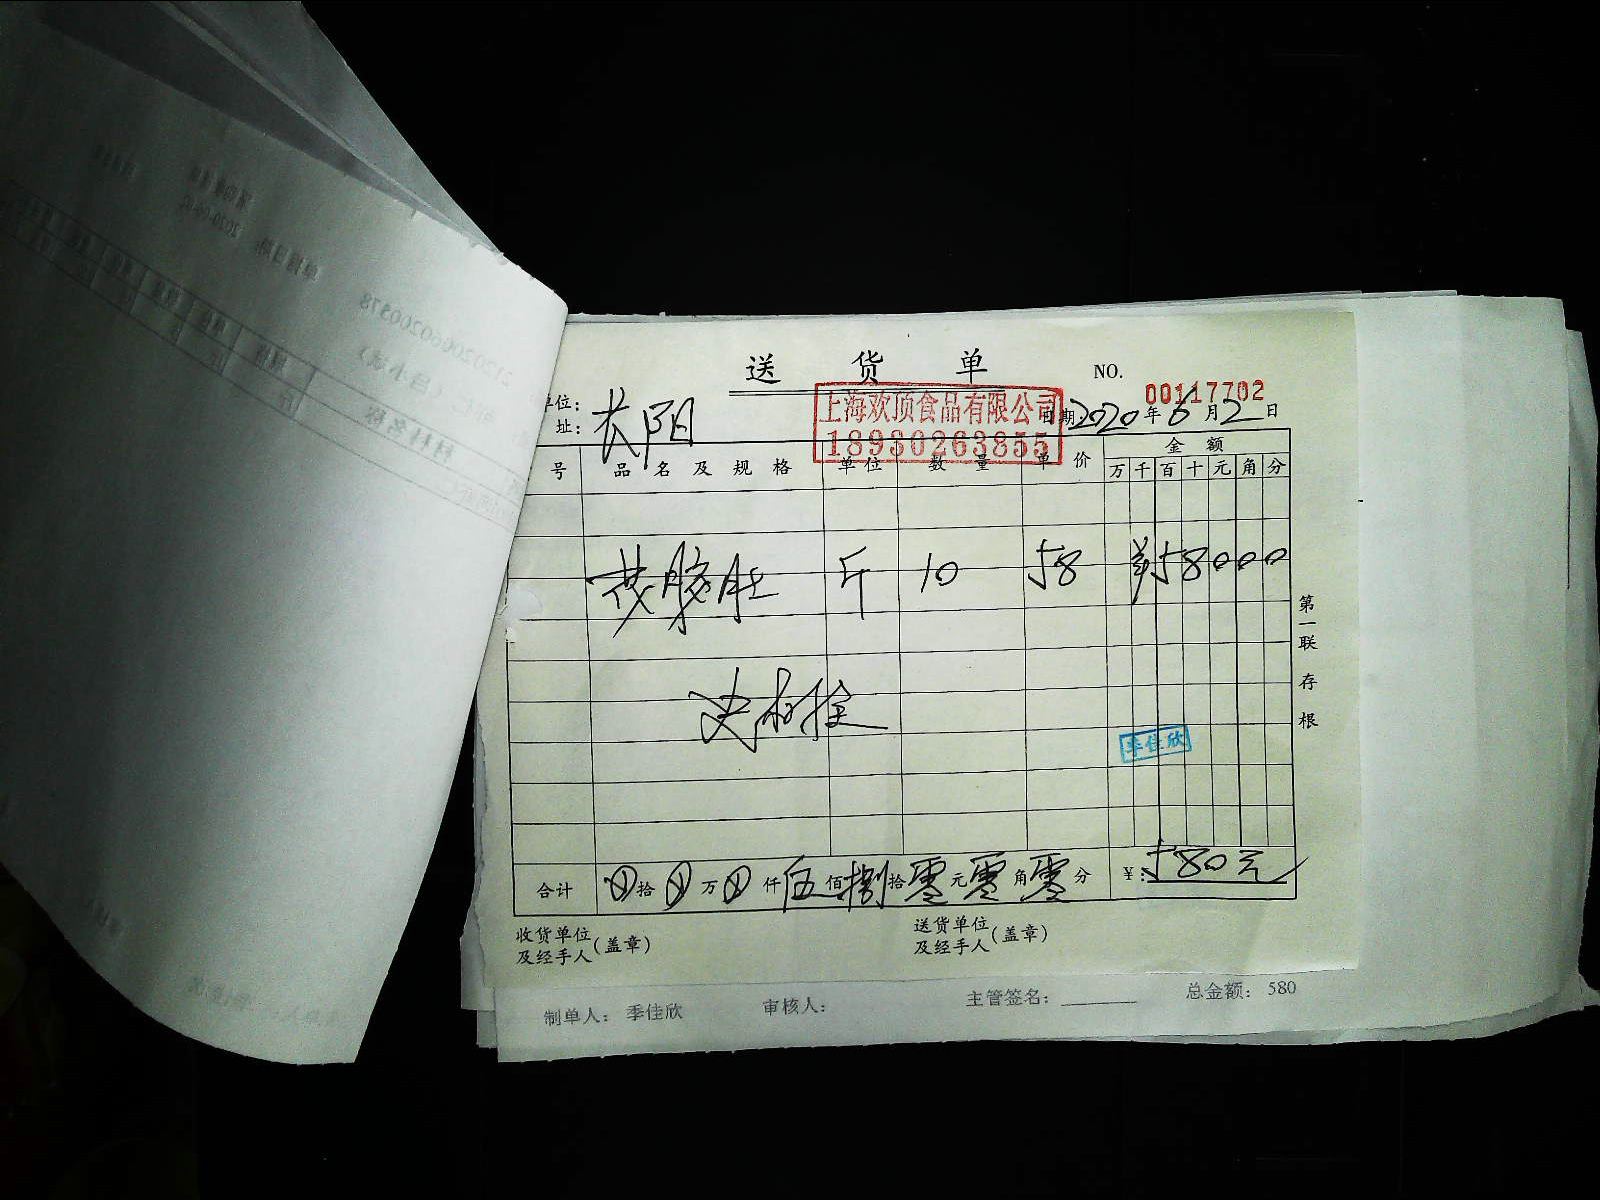 送货单
NO. 00117702
单位:
址: 长阳
上海欢顶食品有限公司
18930263855
日期: 2020年6月2日
号 品名及规格 单位 数量 单价 金额
万 千 百 十 元 角 分
斤 10 58 ¥58000
季佳欣
第一联 存根
合计 拾 万 仟 伍佰捌拾零元零角零分 ¥: 580元
收货单位及经手人(盖章)
送货单位及经手人(盖章)
制单人: 季佳欣 审核人: 主管签名: 总金额: 580